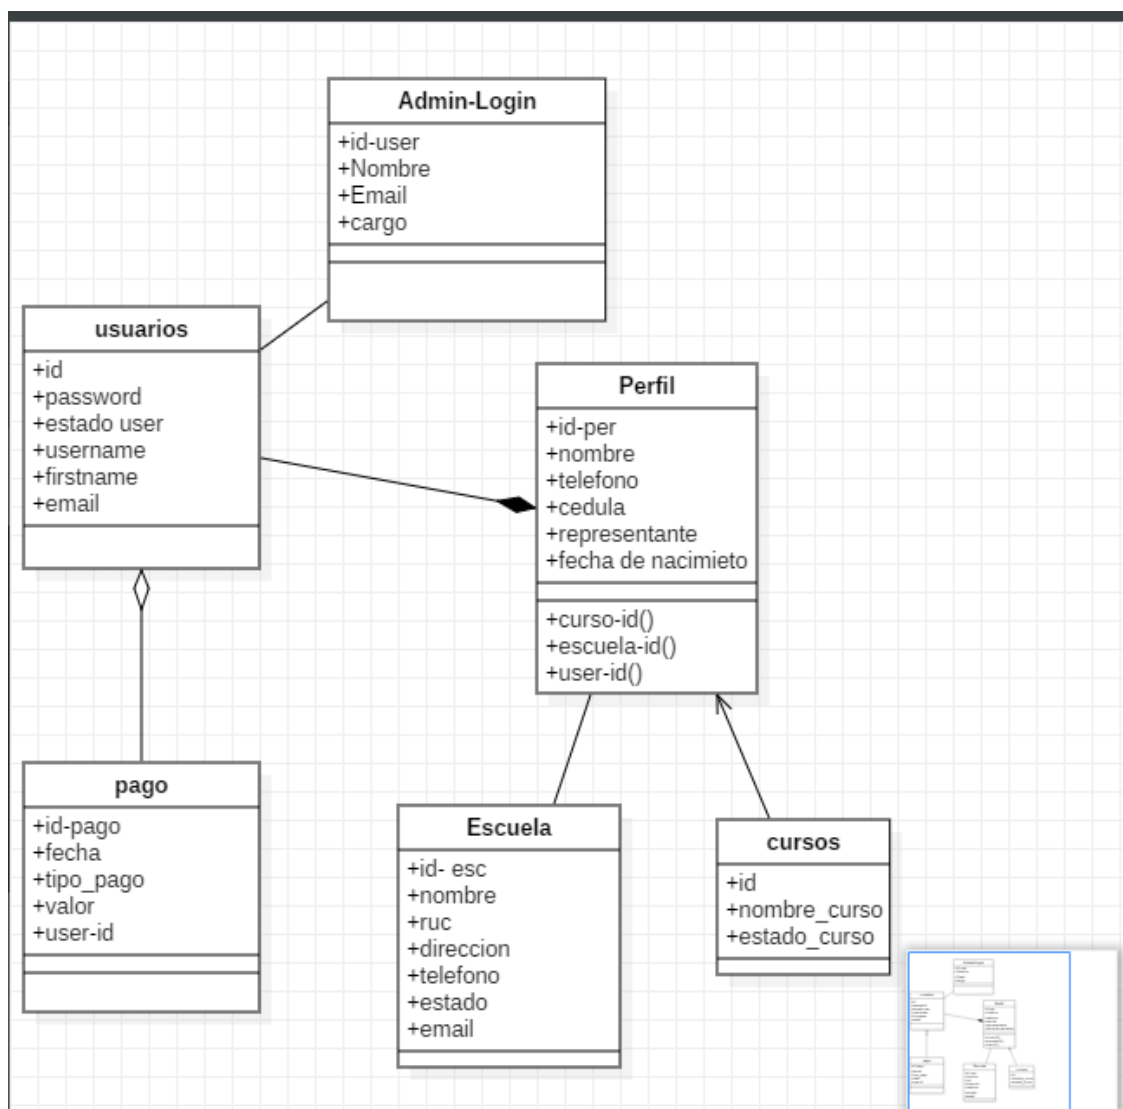 Admin-Login
+id-user
+Nombre
+Email
+cargo
usuarios
+id
+password
+estado user
+username
+firstname
+email
Perfil
+id-per
+nombre
+telefono
+cedula
+representante
+fecha de nacimieto
+curso-id()
+escuela-id()
+user-id()
pago
+id-pago
+fecha
+tipo_pago
+valor
+user-id
Escuela
+id- esc
+nombre
+ruc
+direccion
+telefono
+estado
+email
cursos
+id
+nombre_curso
+estado_curso